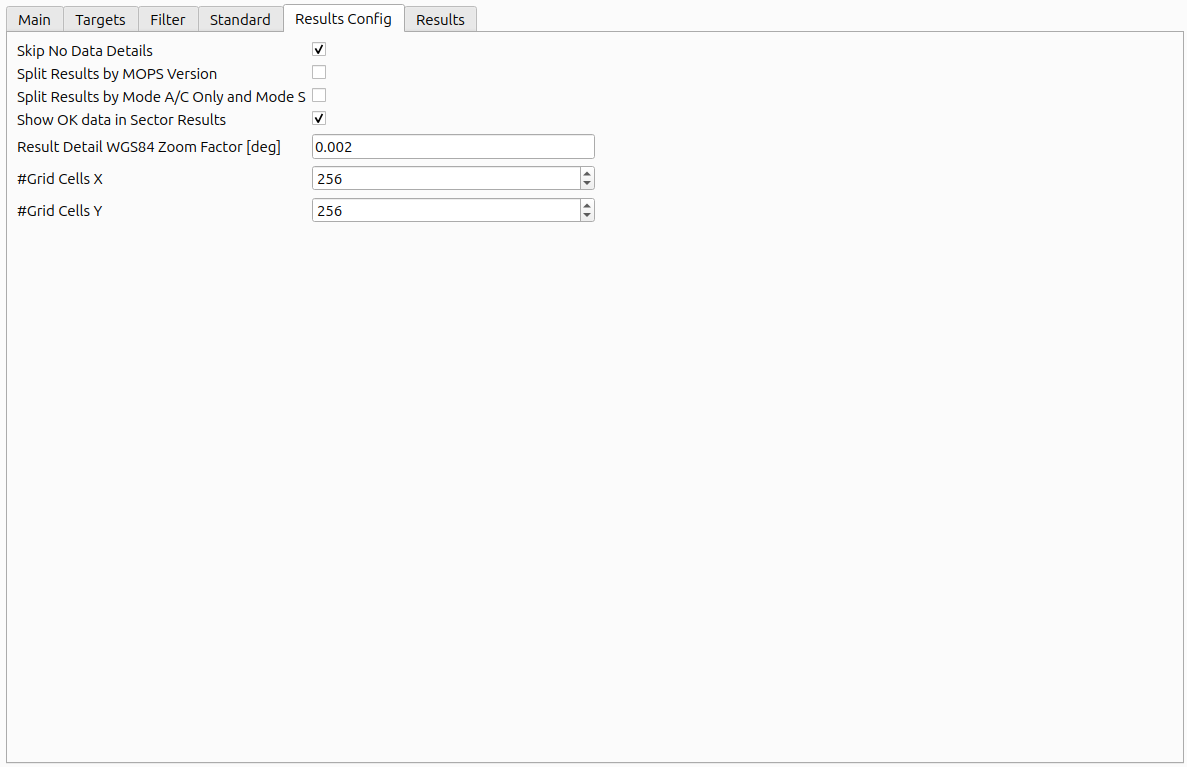 Main Targets Filter Standard Results Config Results
Skip No Data Details
Split Results by MOPS Version
Split Results by Mode A/C Only and Mode S
Show OK data in Sector Results
Result Detail WGS84 Zoom Factor [deg] 0.002
#Grid Cells X 256
#Grid Cells Y 256